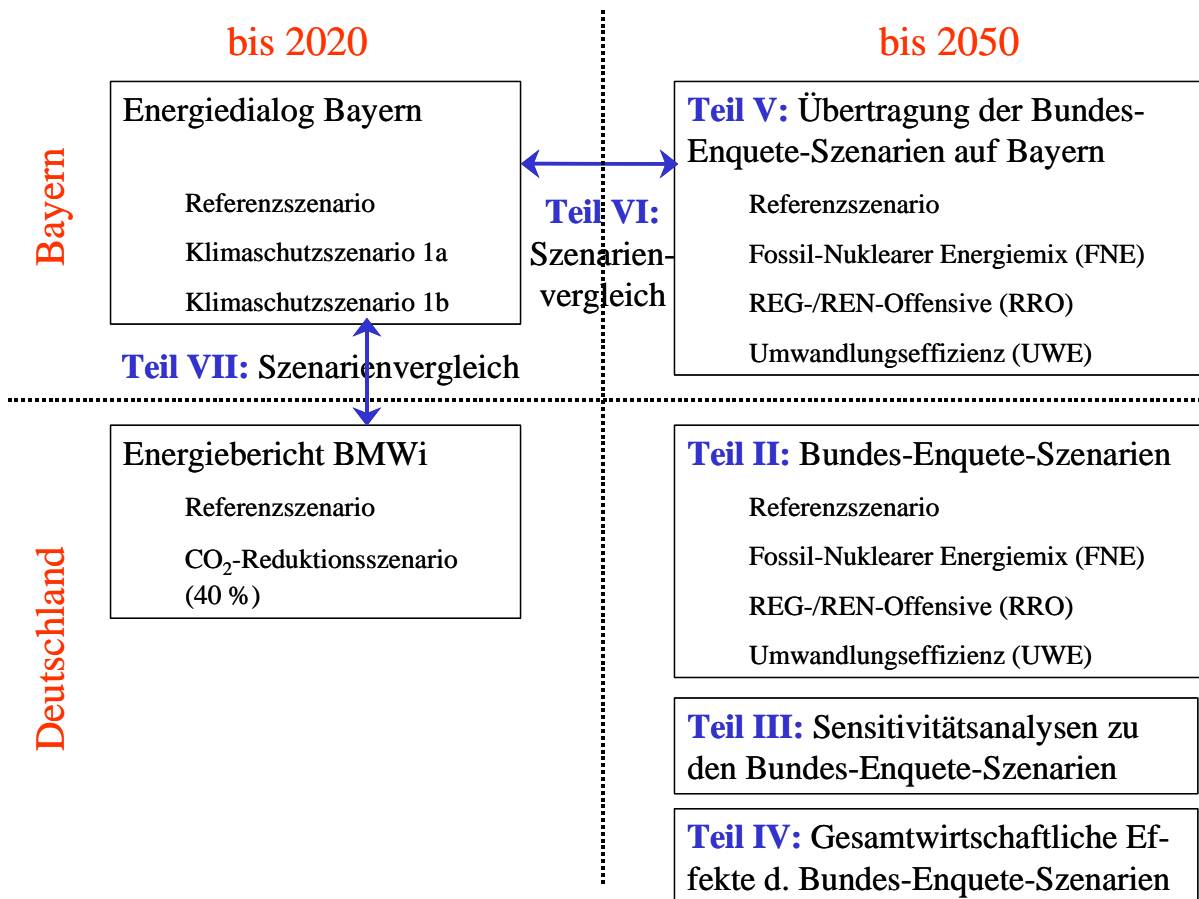 bis 2020
bis 2050
Bayern
Energiedialog Bayern
Referenzszenario
Klimaschutzszenario 1a
Klimaschutzszenario 1b
Teil VI:
Szenarien-
vergleich
Teil V: Übertragung der Bundes-
Enquete-Szenarien auf Bayern
Referenzszenario
Fossil-Nuklearer Energiemix (FNE)
REG-/REN-Offensive (RRO)
Umwandlungseffizienz (UWE)
Teil VII: Szenarienvergleich
Deutschland
Energiebericht BMWi
Referenzszenario
CO₂-Reduktionsszenario
(40 %)
Teil II: Bundes-Enquete-Szenarien
Referenzszenario
Fossil-Nuklearer Energiemix (FNE)
REG-/REN-Offensive (RRO)
Umwandlungseffizienz (UWE)
Teil III: Sensitivitätsanalysen zu
den Bundes-Enquete-Szenarien
Teil IV: Gesamtwirtschaftliche Ef-
fekte d. Bundes-Enquete-Szenarien